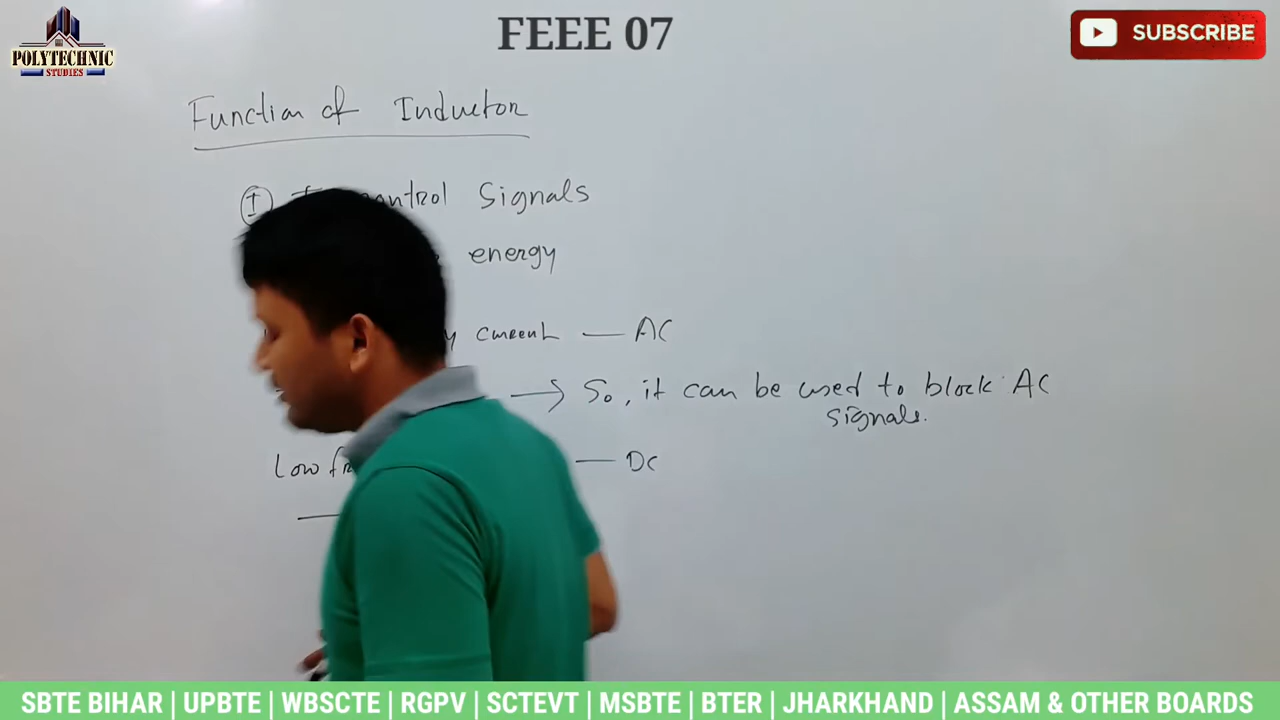 FEEE 07
POLYTECHNIC
STUDIES
SUBSCRIBE
Function of Inductor
I control Signals
energy
current — AC
→ So, it can be used to block AC
signals.
Low — DC
SBTE BIHAR | UPBTE | WBSCTE | RGPV | SCTEVT | MSBTE | BTER | JHARKHAND | ASSAM & OTHER BOARDS